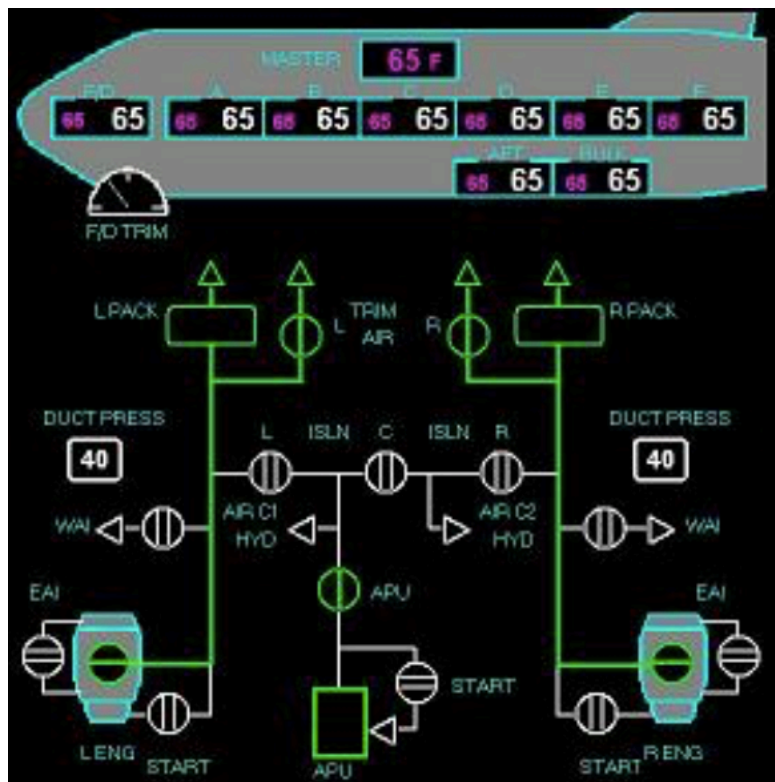 MASTER 65 F
F/D A B C D E F
65 65 65 65 65 65 65 65 65 65 65 65 65 65
AFT BULK
65 65 65 65
F/D TRIM
L PACK L TRIM AIR R R PACK
DUCT PRESS L ISLN C ISLN R DUCT PRESS
40 40
WAI AIR C1 HYD AIR C2 HYD WAI
EAI APU EAI
START
L ENG START APU START R ENG